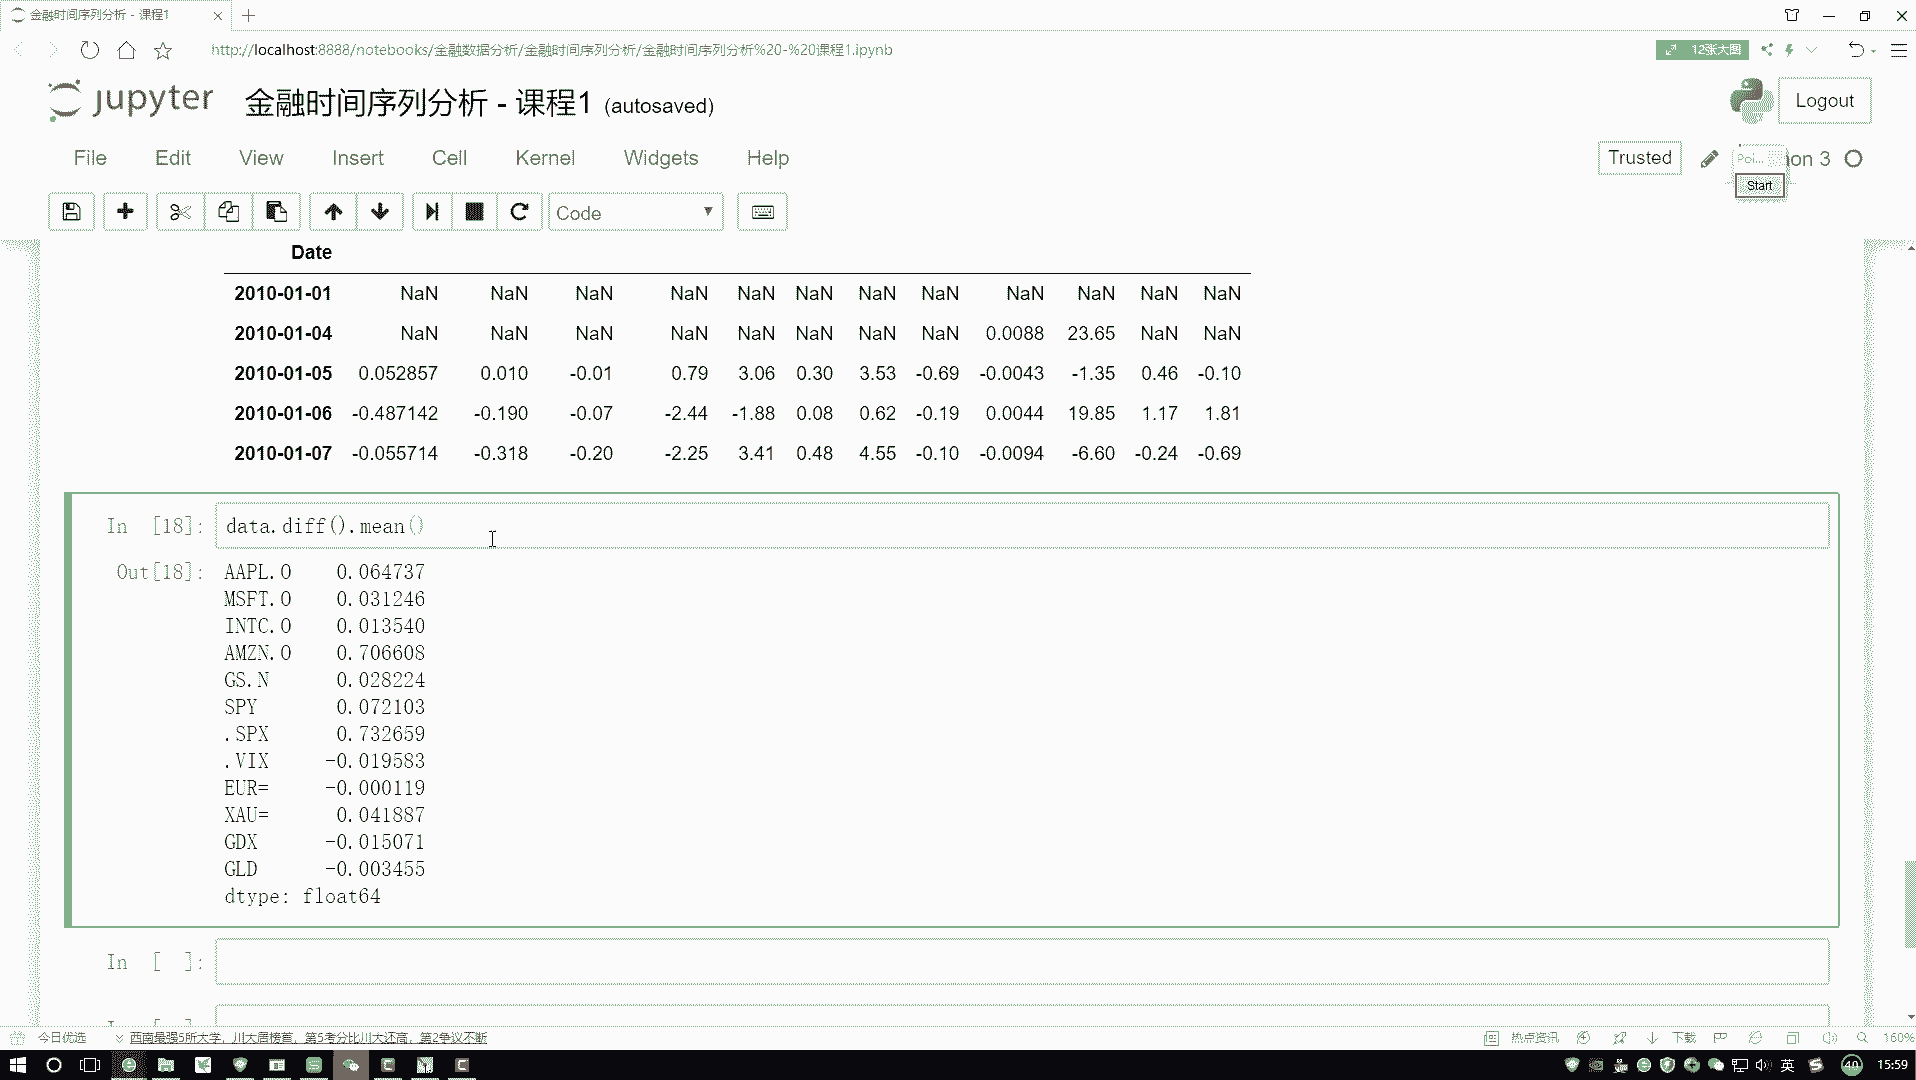 金融时间序列分析 - 课程1
http://localhost:8888/notebooks/金融数据分析/金融时间序列分析/金融时间序列分析%20-%20课程1.ipynb
12张大图
jupyter 金融时间序列分析 - 课程1 (autosaved)
Logout
File Edit View Insert Cell Kernel Widgets Help
Trusted
Poi... on 3
Start
Code
Date
2010-01-01 NaN NaN NaN NaN NaN NaN NaN NaN NaN NaN NaN NaN
2010-01-04 NaN NaN NaN NaN NaN NaN NaN NaN 0.0088 23.65 NaN NaN
2010-01-05 0.052857 0.010 -0.01 0.79 3.06 0.30 3.53 -0.69 -0.0043 -1.35 0.46 -0.10
2010-01-06 -0.487142 -0.190 -0.07 -2.44 -1.88 0.08 0.62 -0.19 0.0044 19.85 1.17 1.81
2010-01-07 -0.055714 -0.318 -0.20 -2.25 3.41 0.48 4.55 -0.10 -0.0094 -6.60 -0.24 -0.69
In [18]: data.diff().mean()
Out[18]: AAPL.O 0.064737
MSFT.O 0.031246
INTC.O 0.013540
AMZN.O 0.706608
GS.N 0.028224
SPY 0.072103
.SPX 0.732659
.VIX -0.019583
EUR= -0.000119
XAU= 0.041887
GDX -0.015071
GLD -0.003455
dtype: float64
In [ ]:
今日优选 西南最强5所大学，川大居榜首，第5考分比川大还高，第2争议不断
热点资讯 下载 160%
英 40 15:59